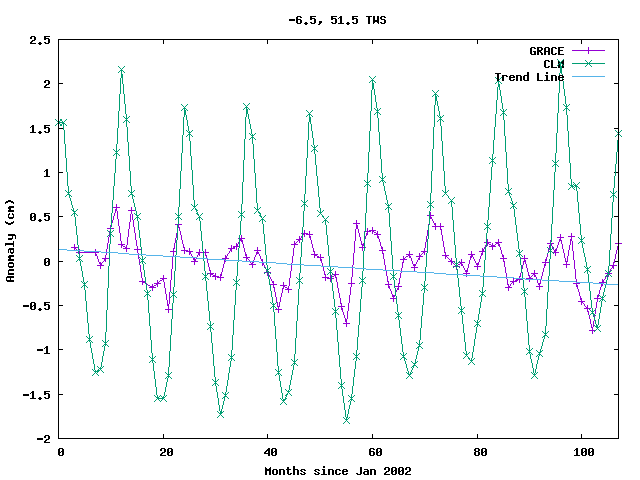 -6.5, 51.5 TWS
GRACE
CLM
Trend Line
2.5
2
1.5
1
0.5
0
-0.5
-1
-1.5
-2
Anomaly (cm)
0 20 40 60 80 100
Months since Jan 2002